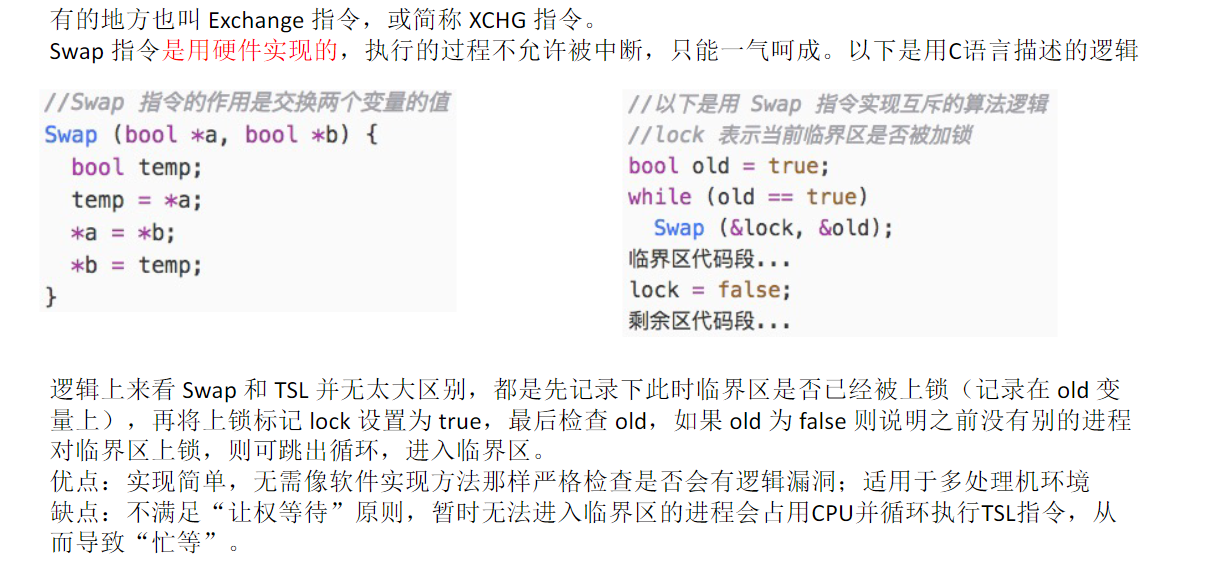 有的地方也叫 Exchange 指令，或简称 XCHG 指令。
Swap 指令是用硬件实现的，执行的过程不允许被中断，只能一气呵成。以下是用C语言描述的逻辑
//Swap 指令的作用是交换两个变量的值
Swap (bool *a, bool *b) {
  bool temp;
  temp = *a;
  *a = *b;
  *b = temp;
}
//以下是用 Swap 指令实现互斥的算法逻辑
//lock 表示当前临界区是否被加锁
bool old = true;
while (old == true)
  Swap (&lock, &old);
临界区代码段...
lock = false;
剩余区代码段...
逻辑上来看 Swap 和 TSL 并无太大区别，都是先记录下此时临界区是否已经被上锁（记录在 old 变
量上），再将上锁标记 lock 设置为 true，最后检查 old，如果 old 为 false 则说明之前没有别的进程
对临界区上锁，则可跳出循环，进入临界区。
优点：实现简单，无需像软件实现方法那样严格检查是否会有逻辑漏洞；适用于多处理机环境
缺点：不满足“让权等待”原则，暂时无法进入临界区的进程会占用CPU并循环执行TSL指令，从
而导致“忙等”。